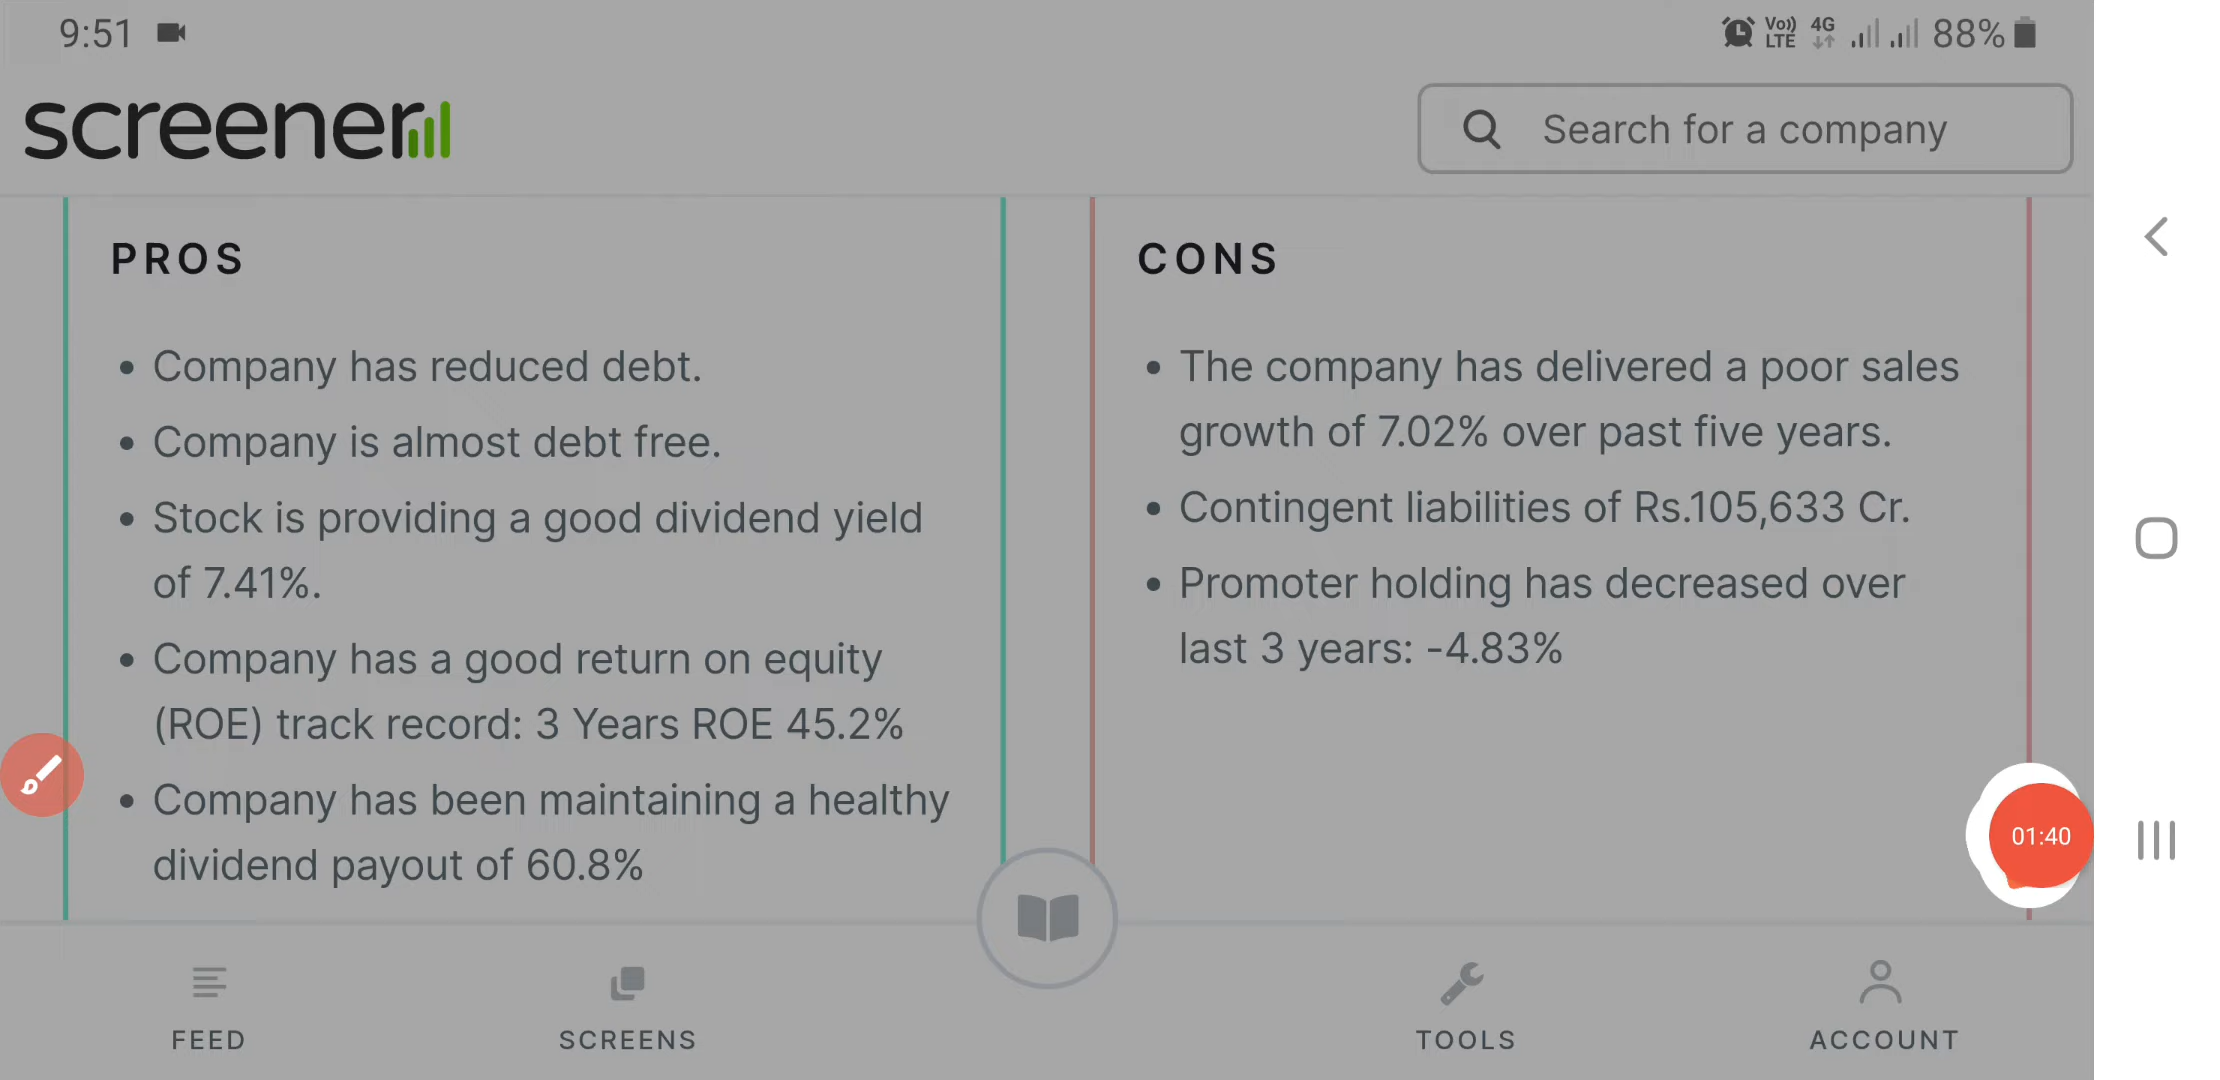 9:51
Vo)) LTE 4G 88%
screener
Search for a company
PROS
• Company has reduced debt.
• Company is almost debt free.
• Stock is providing a good dividend yield
of 7.41%.
• Company has a good return on equity
(ROE) track record: 3 Years ROE 45.2%
• Company has been maintaining a healthy
dividend payout of 60.8%
CONS
• The company has delivered a poor sales
growth of 7.02% over past five years.
• Contingent liabilities of Rs.105,633 Cr.
• Promoter holding has decreased over
last 3 years: -4.83%
01:40
FEED
SCREENS
TOOLS
ACCOUNT